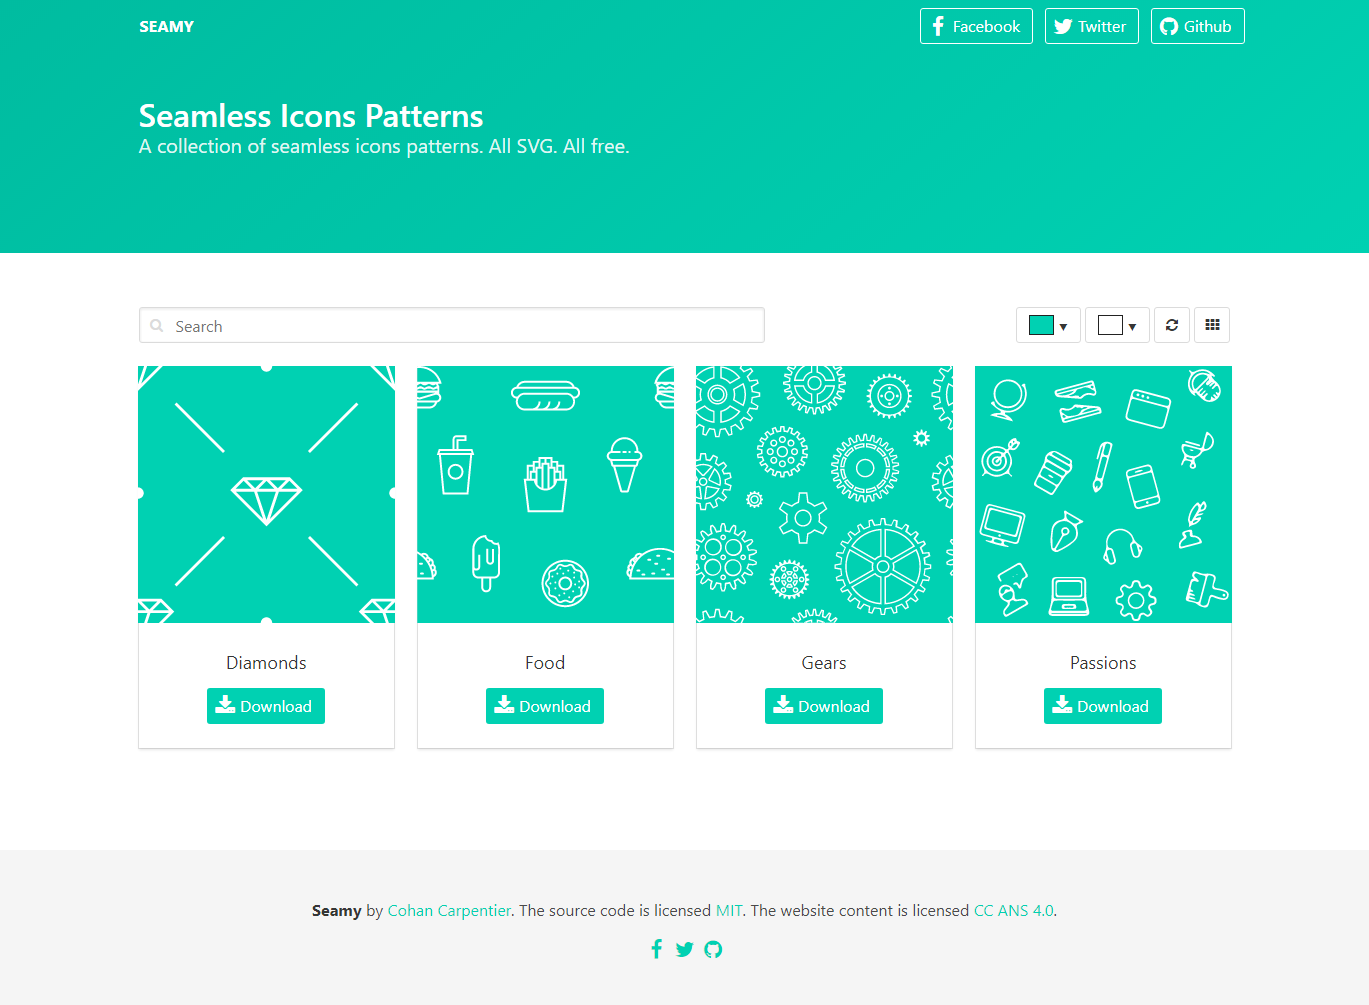 SEAMY
Facebook
Twitter
Github
Seamless Icons Patterns
A collection of seamless icons patterns. All SVG. All free.
Search
Diamonds
Food
Gears
Passions
Download
Download
Download
Download
Seamy by Cohan Carpentier. The source code is licensed MIT. The website content is licensed CC ANS 4.0.